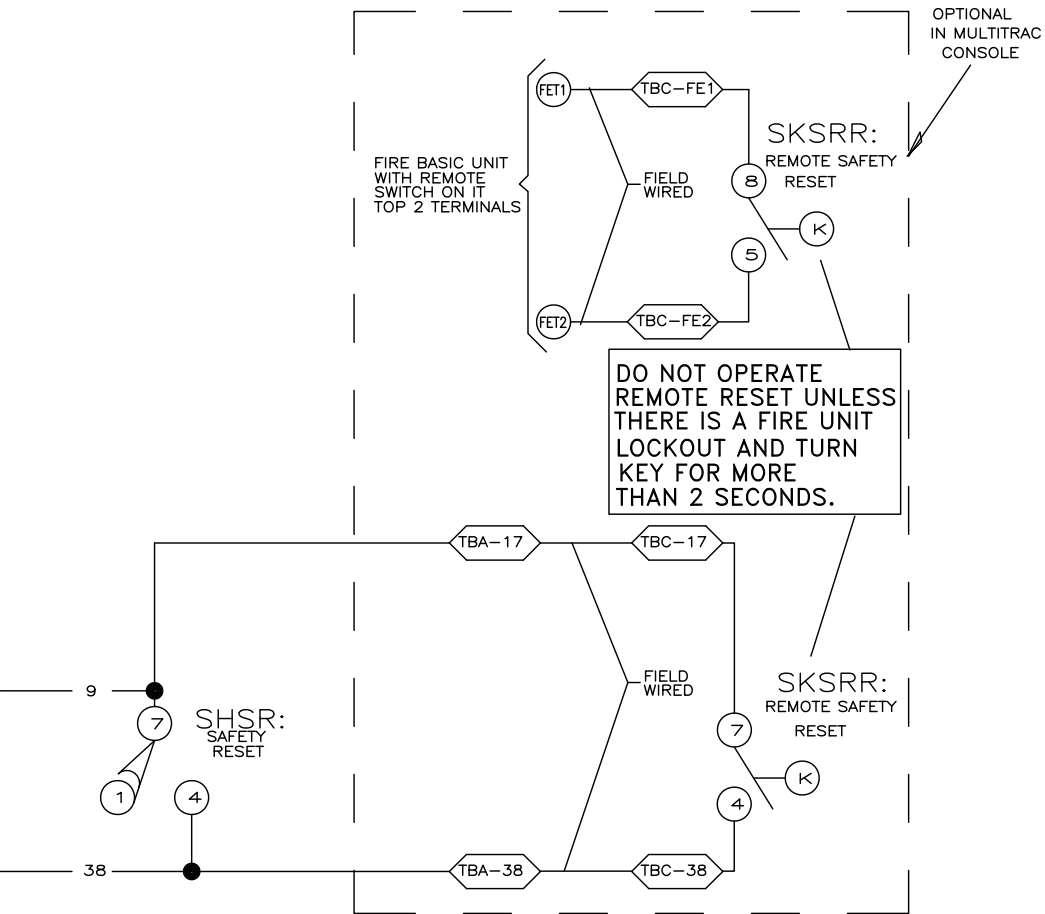 OPTIONAL
IN MULTITRAC
CONSOLE
FET1
TBC-FE1
SKSRR:
REMOTE SAFETY
RESET
FIRE BASIC UNIT
WITH REMOTE
SWITCH ON IT
TOP 2 TERMINALS
FIELD
WIRED
8
K
5
FET2
TBC-FE2
DO NOT OPERATE
REMOTE RESET UNLESS
THERE IS A FIRE UNIT
LOCKOUT AND TURN
KEY FOR MORE
THAN 2 SECONDS.
TBA-17
TBC-17
9
7
SHSR:
SAFETY
RESET
1
4
FIELD
WIRED
SKSRR:
REMOTE SAFETY
RESET
7
K
4
38
TBA-38
TBC-38